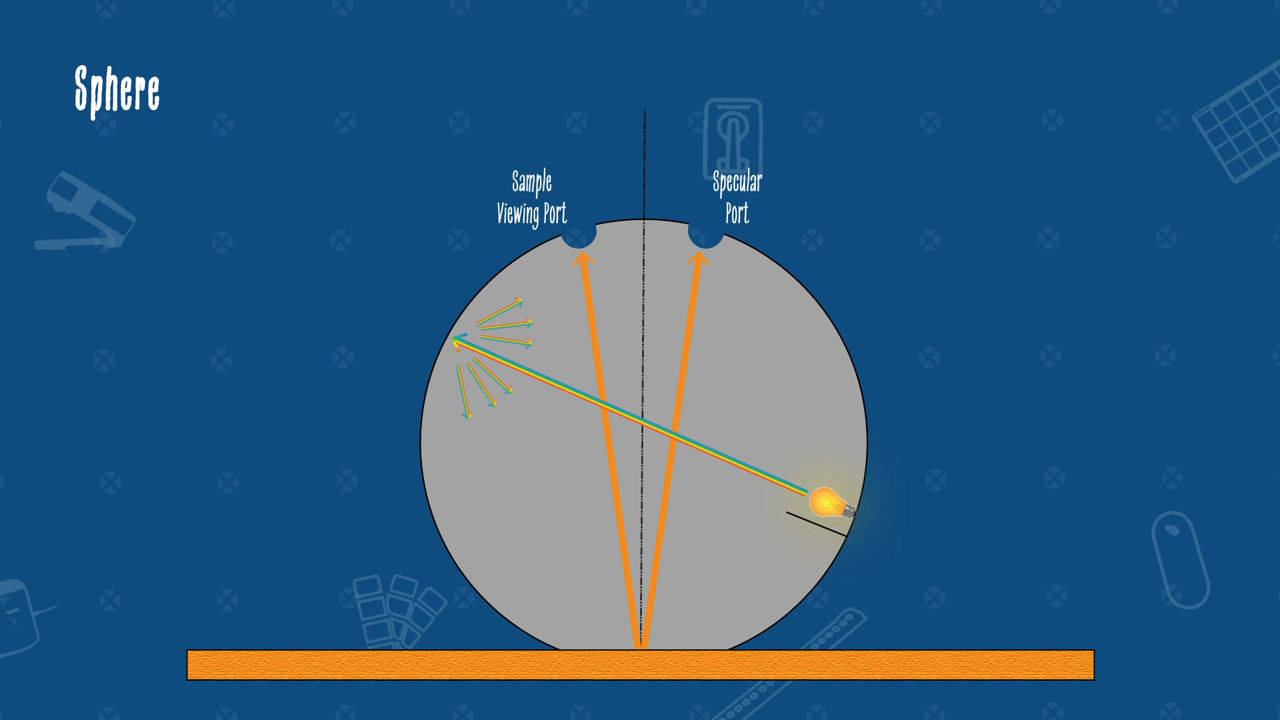 Sphere
Sample
Viewing Port
Specular
Port